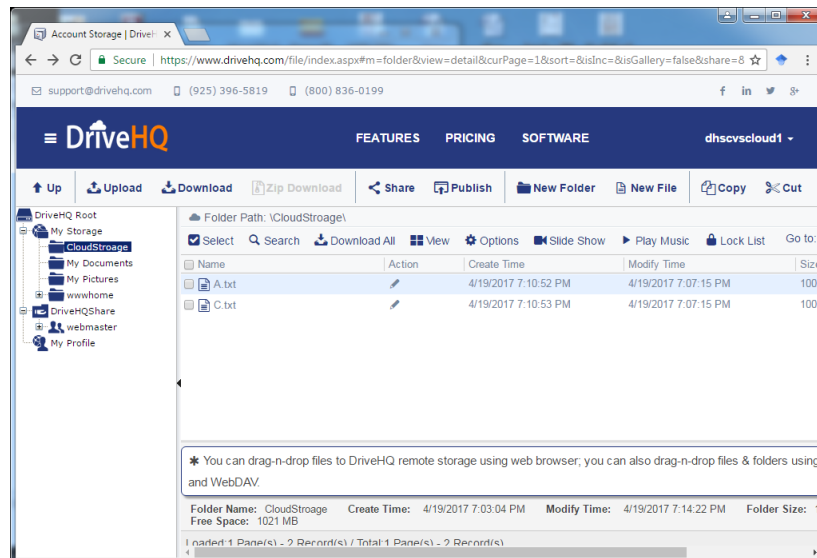 Account Storage | DriveH
Secure | https://www.drivehq.com/file/index.aspx#m=folder&view=detail&curPage=1&sort=&isInc=&isGallery=false&share=8
support@drivehq.com (925) 396-5819 (800) 836-0199
DriveHQ FEATURES PRICING SOFTWARE dhscvscloud1
Up Upload Download Zip Download Share Publish New Folder New File Copy Cut
DriveHQ Root
My Storage
CloudStroage
My Documents
My Pictures
wwwhome
DriveHQShare
webmaster
My Profile
Folder Path: \CloudStroage\
Select Search Download All View Options Slide Show Play Music Lock List Go to:
Name Action Create Time Modify Time Size
A.txt 4/19/2017 7:10:52 PM 4/19/2017 7:07:15 PM 100
C.txt 4/19/2017 7:10:53 PM 4/19/2017 7:07:15 PM 100
✱ You can drag-n-drop files to DriveHQ remote storage using web browser; you can also drag-n-drop files & folders using
and WebDAV.
Folder Name: CloudStroage Create Time: 4/19/2017 7:03:04 PM Modify Time: 4/19/2017 7:14:22 PM Folder Size:
Free Space: 1021 MB
Loaded:1 Page(s) - 2 Record(s) / Total:1 Page(s) - 2 Record(s)